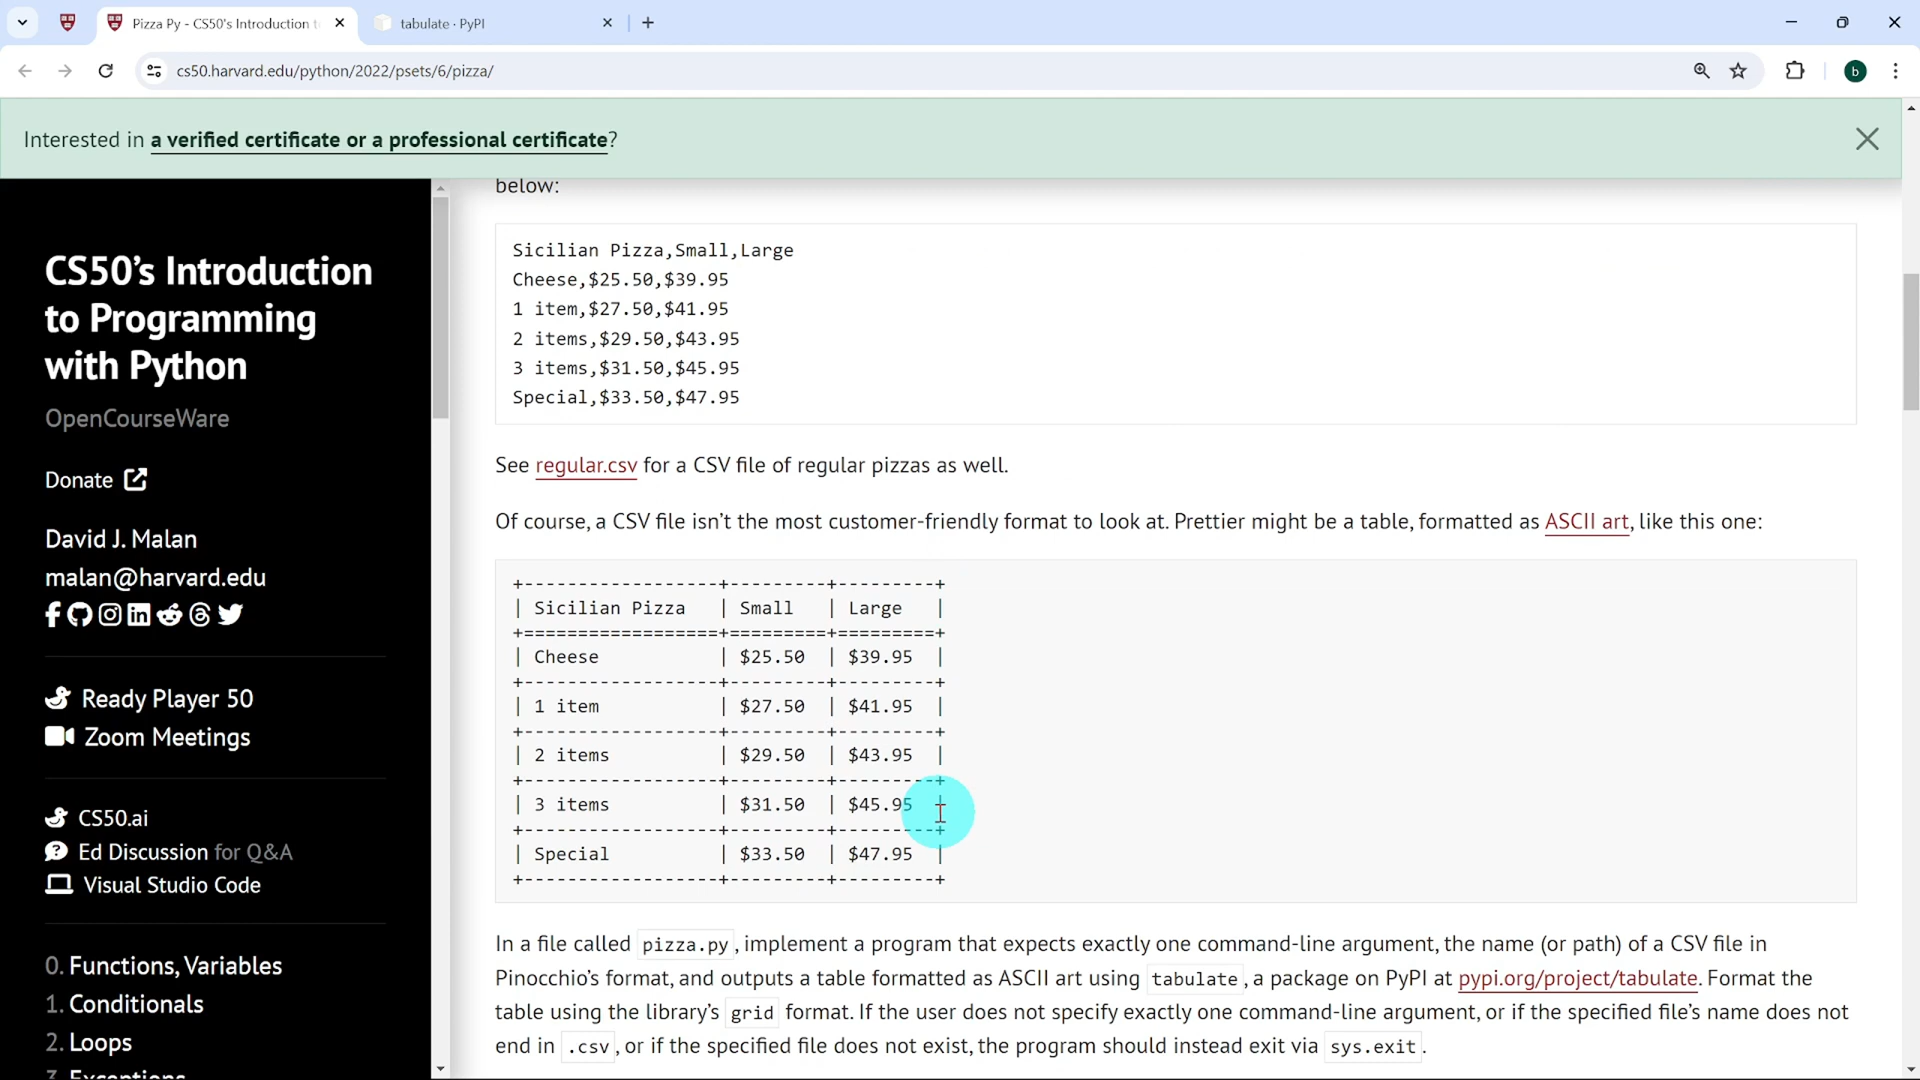 Pizza Py - CS50's Introduction t
tabulate · PyPI
cs50.harvard.edu/python/2022/psets/6/pizza/
b
Interested in a verified certificate or a professional certificate?
CS50's Introduction
to Programming
with Python
OpenCourseWare
Donate
David J. Malan
malan@harvard.edu
Ready Player 50
Zoom Meetings
CS50.ai
Ed Discussion for Q&A
Visual Studio Code
0. Functions, Variables
1. Conditionals
2. Loops
3. Exceptions
below:
Sicilian Pizza,Small,Large
Cheese,$25.50,$39.95
1 item,$27.50,$41.95
2 items,$29.50,$43.95
3 items,$31.50,$45.95
Special,$33.50,$47.95
See regular.csv for a CSV file of regular pizzas as well.
Of course, a CSV file isn't the most customer-friendly format to look at. Prettier might be a table, formatted as ASCII art, like this one:
+------------------+---------+---------+
| Sicilian Pizza   | Small   | Large   |
+==================+=========+=========+
| Cheese           | $25.50  | $39.95  |
+------------------+---------+---------+
| 1 item           | $27.50  | $41.95  |
+------------------+---------+---------+
| 2 items          | $29.50  | $43.95  |
+------------------+---------+---------+
| 3 items          | $31.50  | $45.95  |
+------------------+---------+---------+
| Special          | $33.50  | $47.95  |
+------------------+---------+---------+
In a file called pizza.py, implement a program that expects exactly one command-line argument, the name (or path) of a CSV file in
Pinocchio's format, and outputs a table formatted as ASCII art using tabulate, a package on PyPI at pypi.org/project/tabulate. Format the
table using the library's grid format. If the user does not specify exactly one command-line argument, or if the specified file's name does not
end in .csv, or if the specified file does not exist, the program should instead exit via sys.exit.